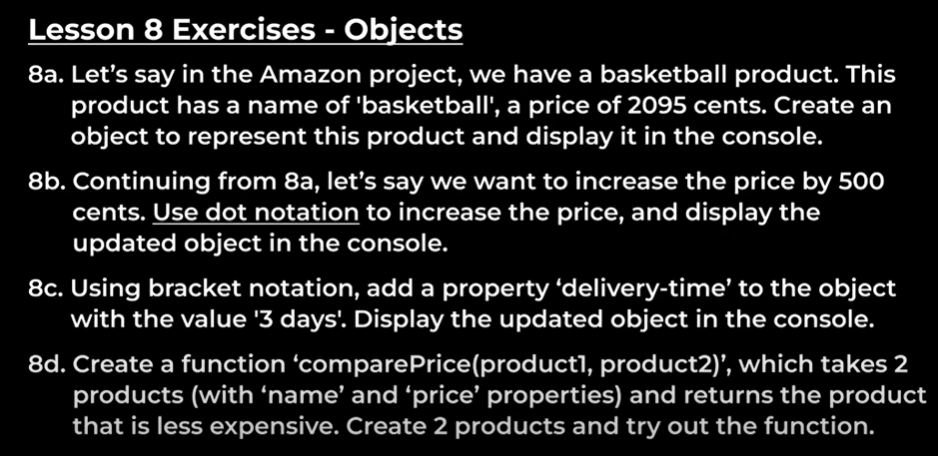 Lesson 8 Exercises - Objects
8a. Let’s say in the Amazon project, we have a basketball product. This
product has a name of 'basketball', a price of 2095 cents. Create an
object to represent this product and display it in the console.
8b. Continuing from 8a, let’s say we want to increase the price by 500
cents. Use dot notation to increase the price, and display the
updated object in the console.
8c. Using bracket notation, add a property ‘delivery-time’ to the object
with the value '3 days'. Display the updated object in the console.
8d. Create a function ‘comparePrice(product1, product2)’, which takes 2
products (with ‘name’ and ‘price’ properties) and returns the product
that is less expensive. Create 2 products and try out the function.